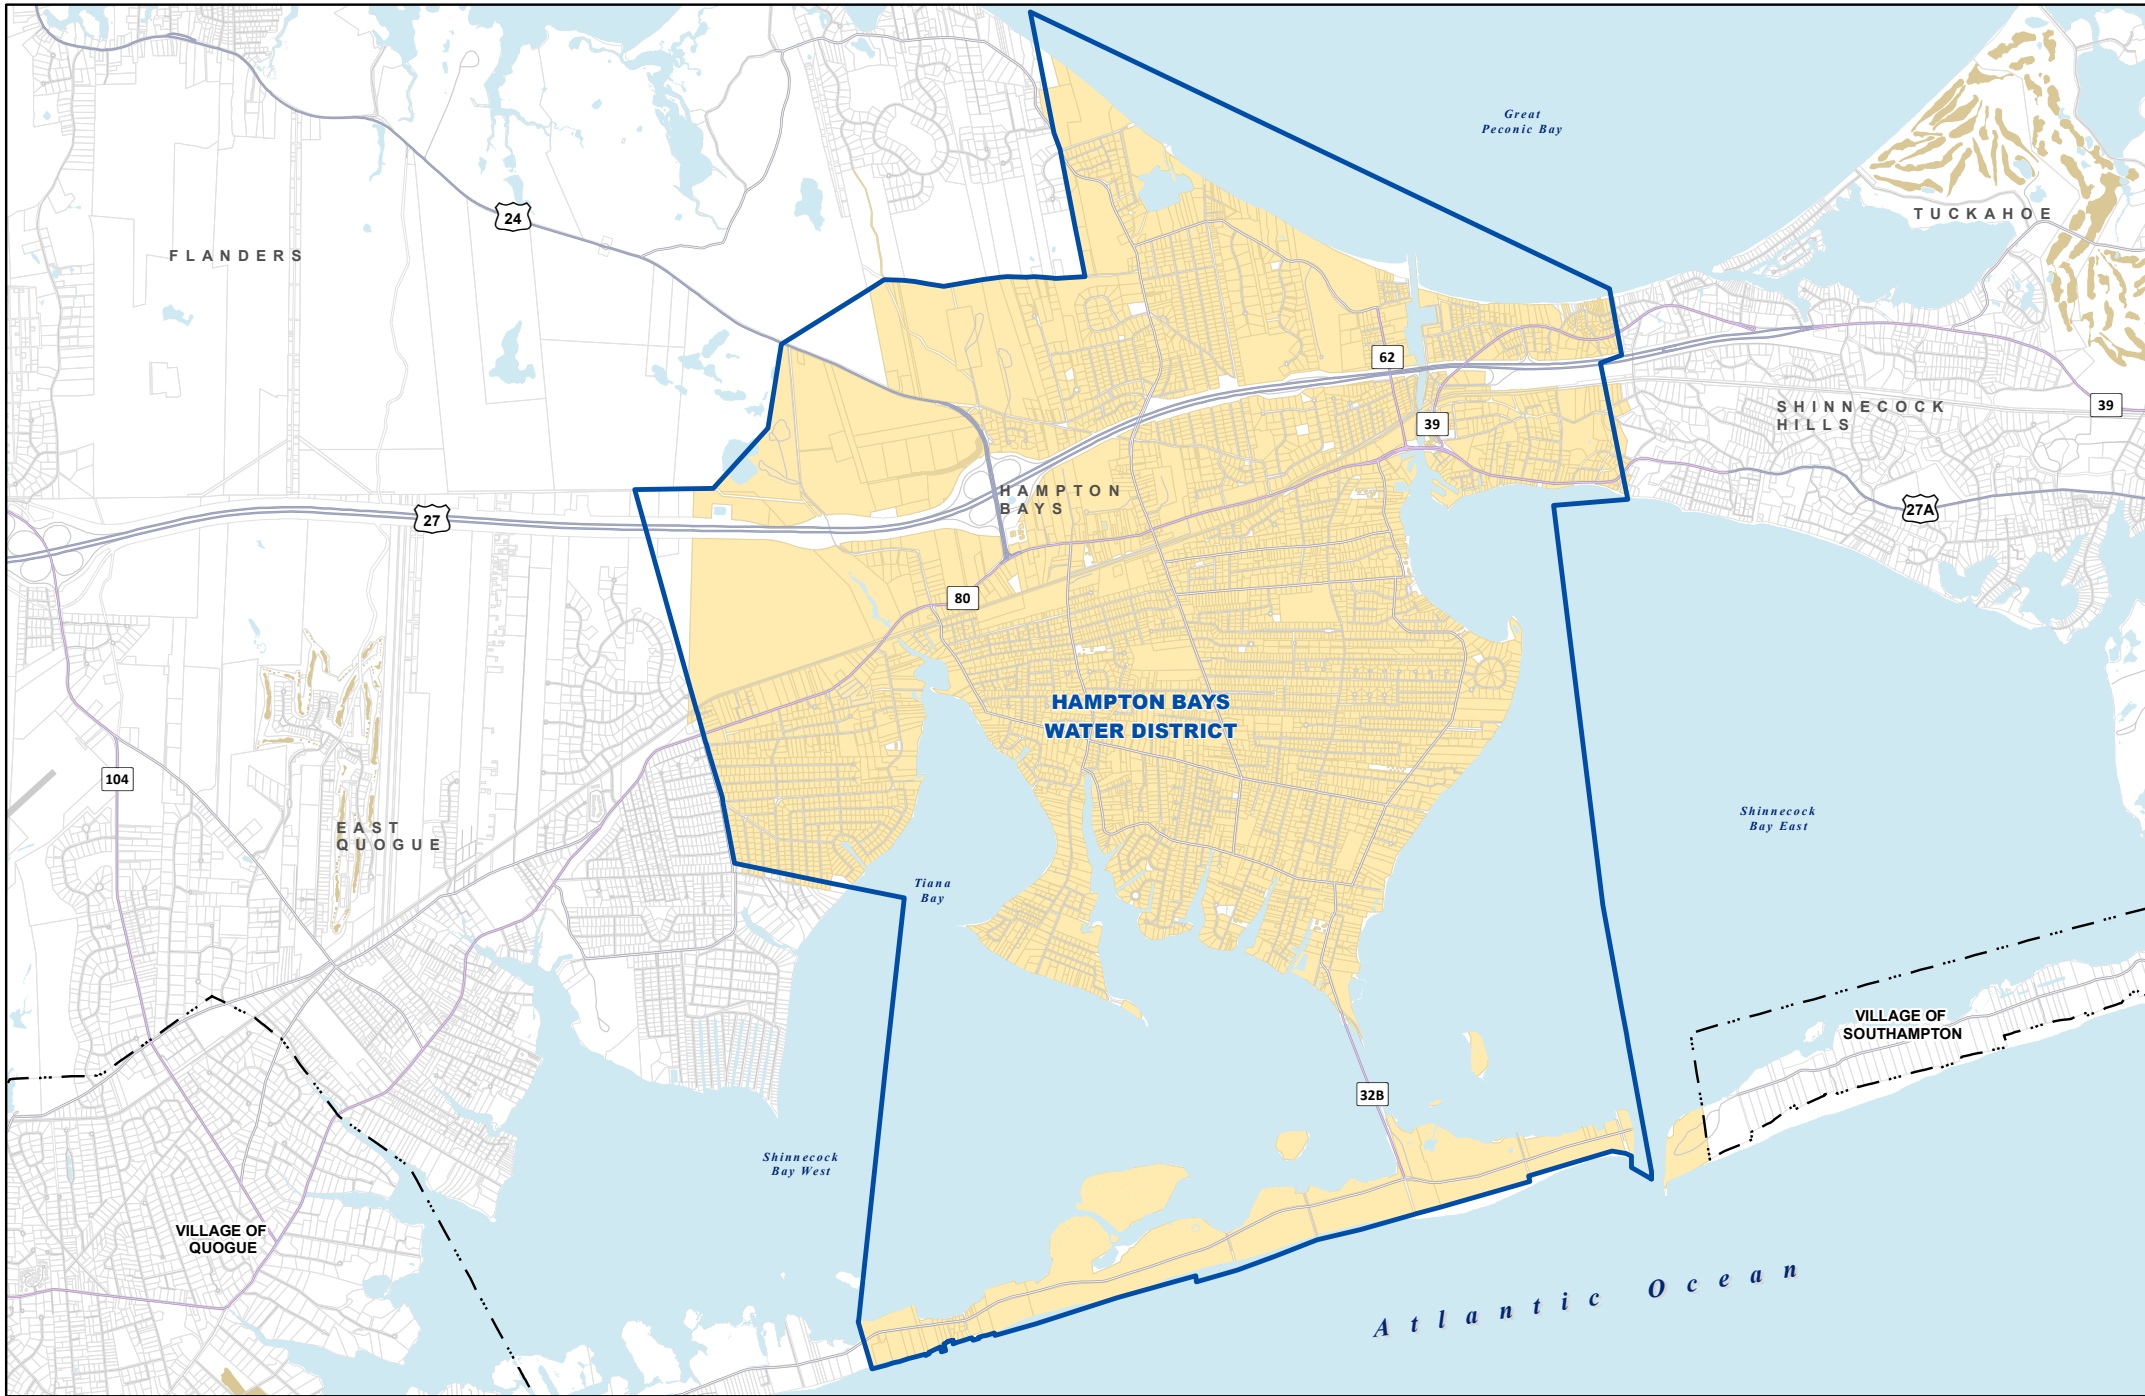 Great
Peconic Bay
TUCKAHOE
24
FLANDERS
62
SHINNECOCK
HILLS
39
39
HAMPTON
BAYS
27
27A
80
HAMPTON BAYS
WATER DISTRICT
104
EAST
QUOGUE
Shinnecock
Bay East
Tiana
Bay
VILLAGE OF
SOUTHAMPTON
32B
Shinnecock
Bay West
VILLAGE OF
QUOGUE
Atlantic Ocean